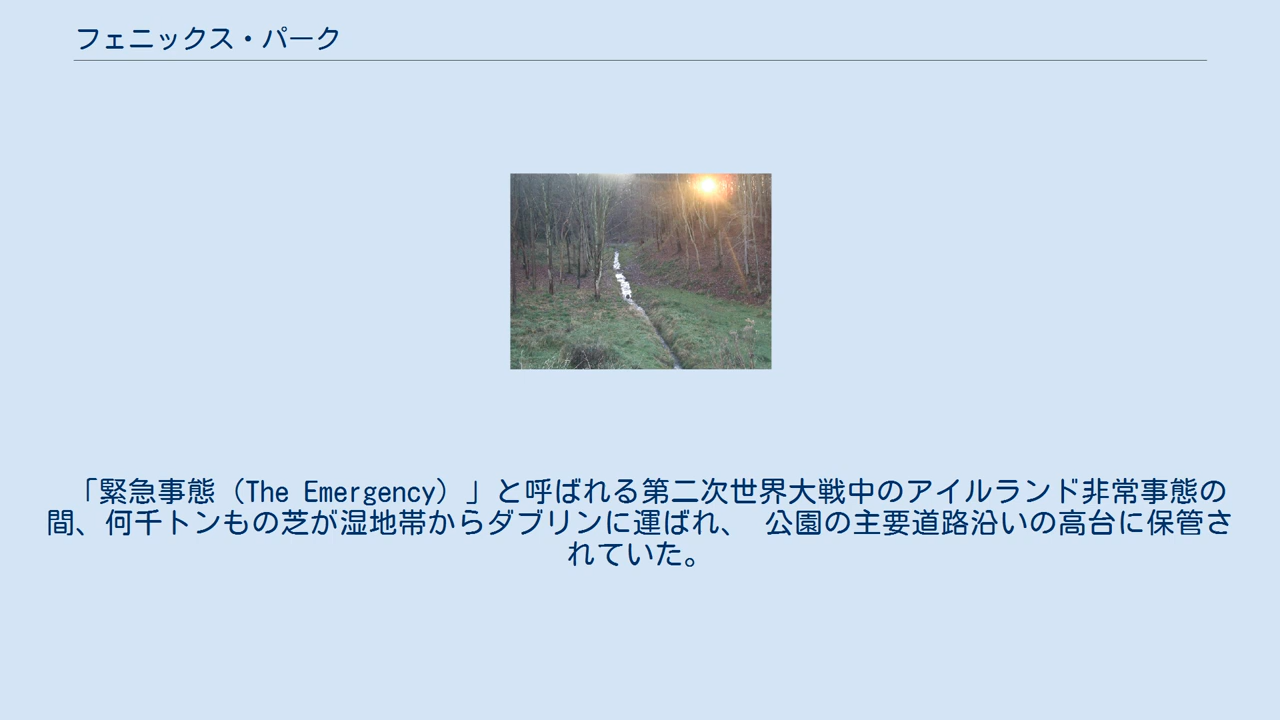 フェニックス・パーク
「緊急事態（The Emergency）」と呼ばれる第二次世界大戦中のアイルランド非常事態の
間、何千トンもの芝が湿地帯からダブリンに運ばれ、 公園の主要道路沿いの高台に保管さ
れていた。